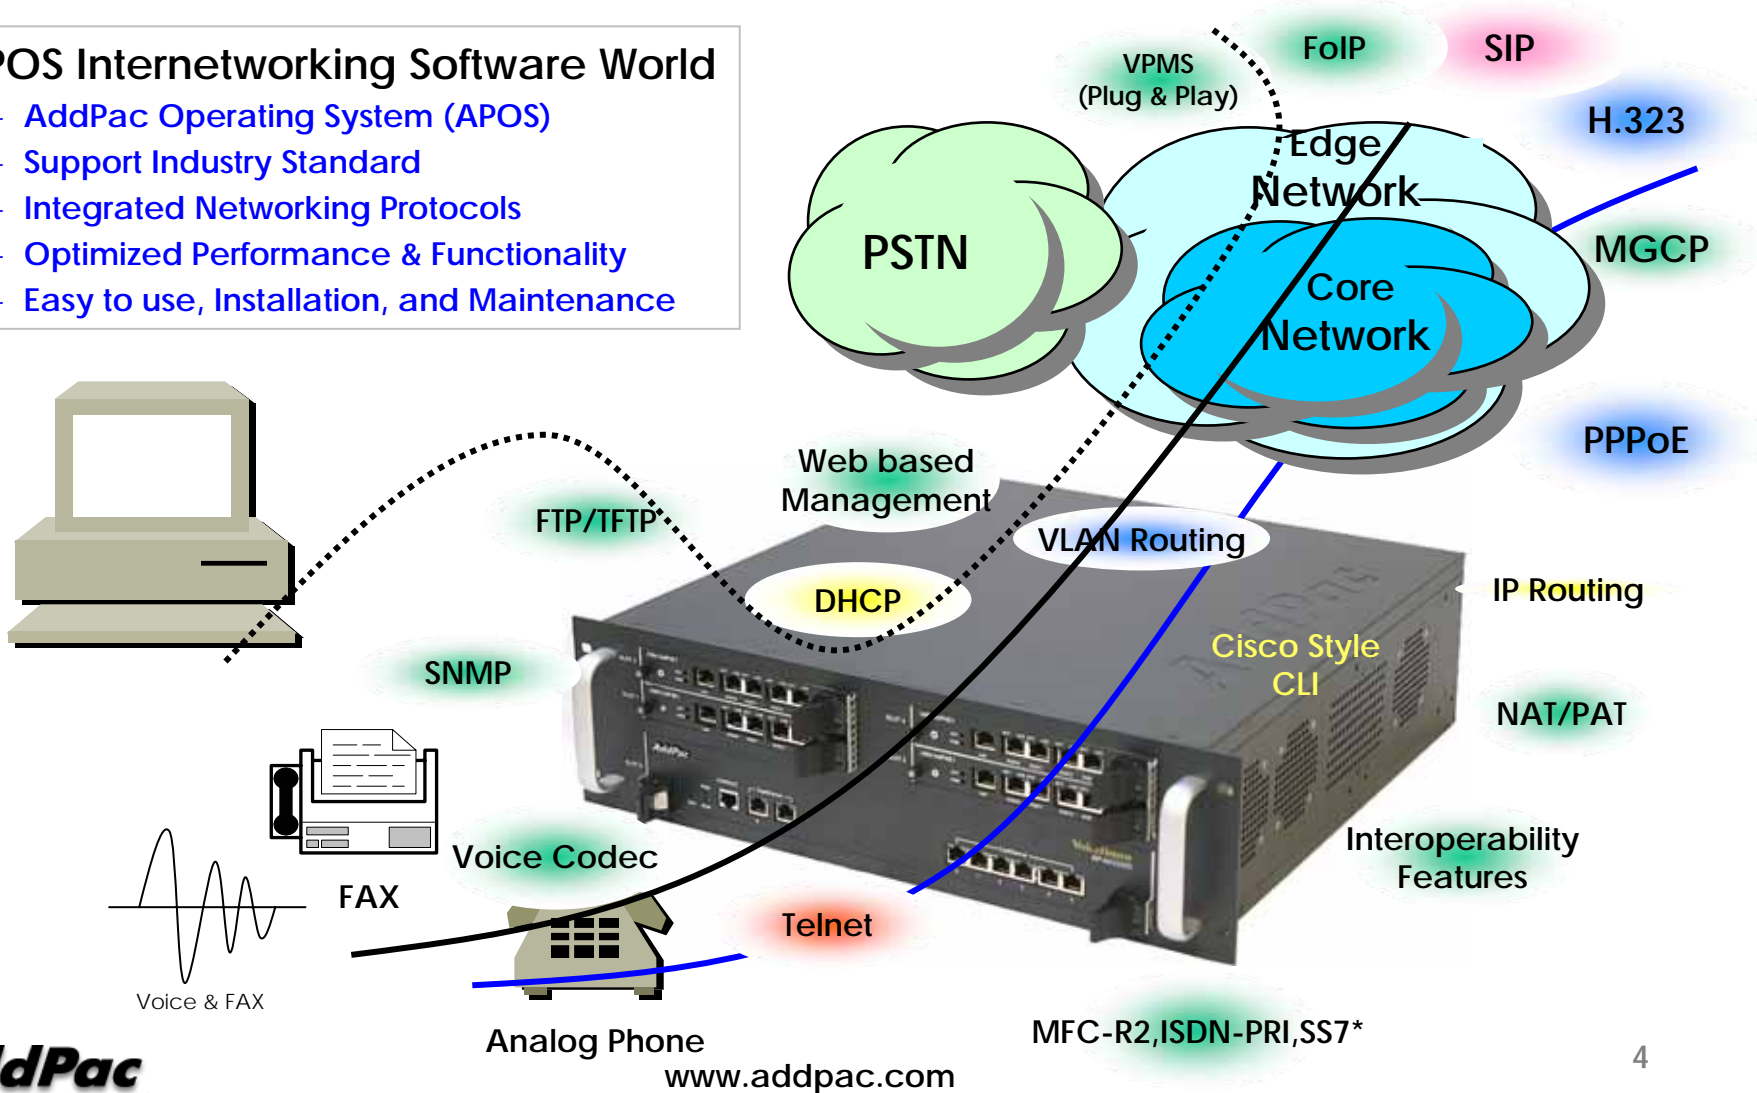 POS Internetworking Software World
- AddPac Operating System (APOS)
- Support Industry Standard
- Integrated Networking Protocols
- Optimized Performance & Functionality
- Easy to use, Installation, and Maintenance
VPMS
(Plug & Play)
FoIP
SIP
H.323
Edge
Network
PSTN
MGCP
Core
Network
PPPoE
Web based
Management
FTP/TFTP
VLAN Routing
DHCP
IP Routing
Cisco Style
CLI
SNMP
NAT/PAT
AddPac
Interoperability
Features
Voice Codec
FAX
Telnet
Voice & FAX
Analog Phone
MFC-R2,ISDN-PRI,SS7*
dPac
www.addpac.com
4